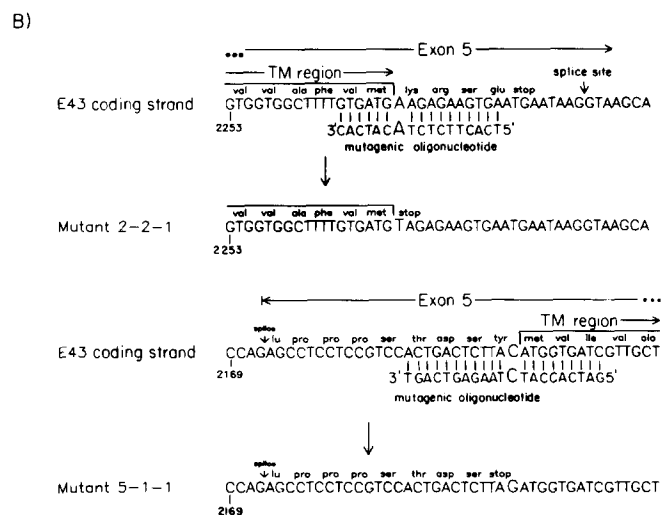 B)
... Exon 5
TM region
splice site
val val ala phe val met lys arg ser glu stop
E43 coding strand GTGGTGGCTTTTGTGATGAAGAGAAGTGAATGAATAAGGTAAGCA
2253 3'CACTACATCTCTTCACT5'
mutagenic oligonucleotide
val val ala phe val met stop
Mutant 2-2-1 GTGGTGGCTTTTGTGATGTAGAGAAGTGAATGAATAAGGTAAGCA
2253
Exon 5 ...
TM region
splice lu pro pro pro ser thr asp ser tyr met val ile val ala
E43 coding strand CCAGAGCCTCCTCCGTCCACTGACTCTTACATGGTGATCGTTGCT
2169 3'TGACTGAGAATCTACCACTAG5'
mutagenic oligonucleotide
splice lu pro pro pro ser thr asp ser stop
Mutant 5-1-1 CCAGAGCCTCCTCCGTCCACTGACTCTTAGATGGTGATCGTTGCT
2169